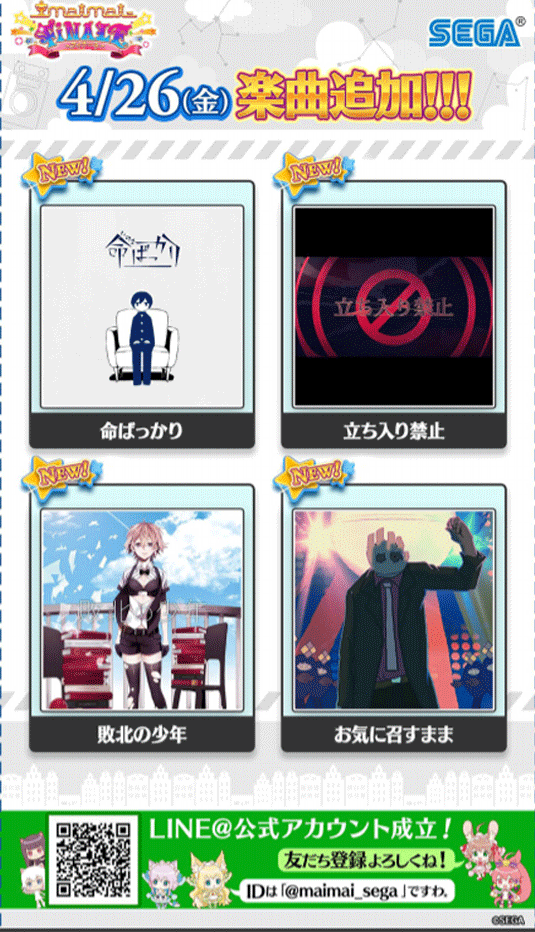 maimai
FiNALE
SEGA®
4/26(金) 楽曲追加!!!
NEW!
NEW!
命ばっかり
立ち入り禁止
命ばっかり
立ち入り禁止
NEW!
NEW!
敗北の少年
敗北の少年
お気に召すまま
LINE@公式アカウント成立!
友だち登録よろしくね!
IDは「@maimai_sega」ですわ。
©SEGA